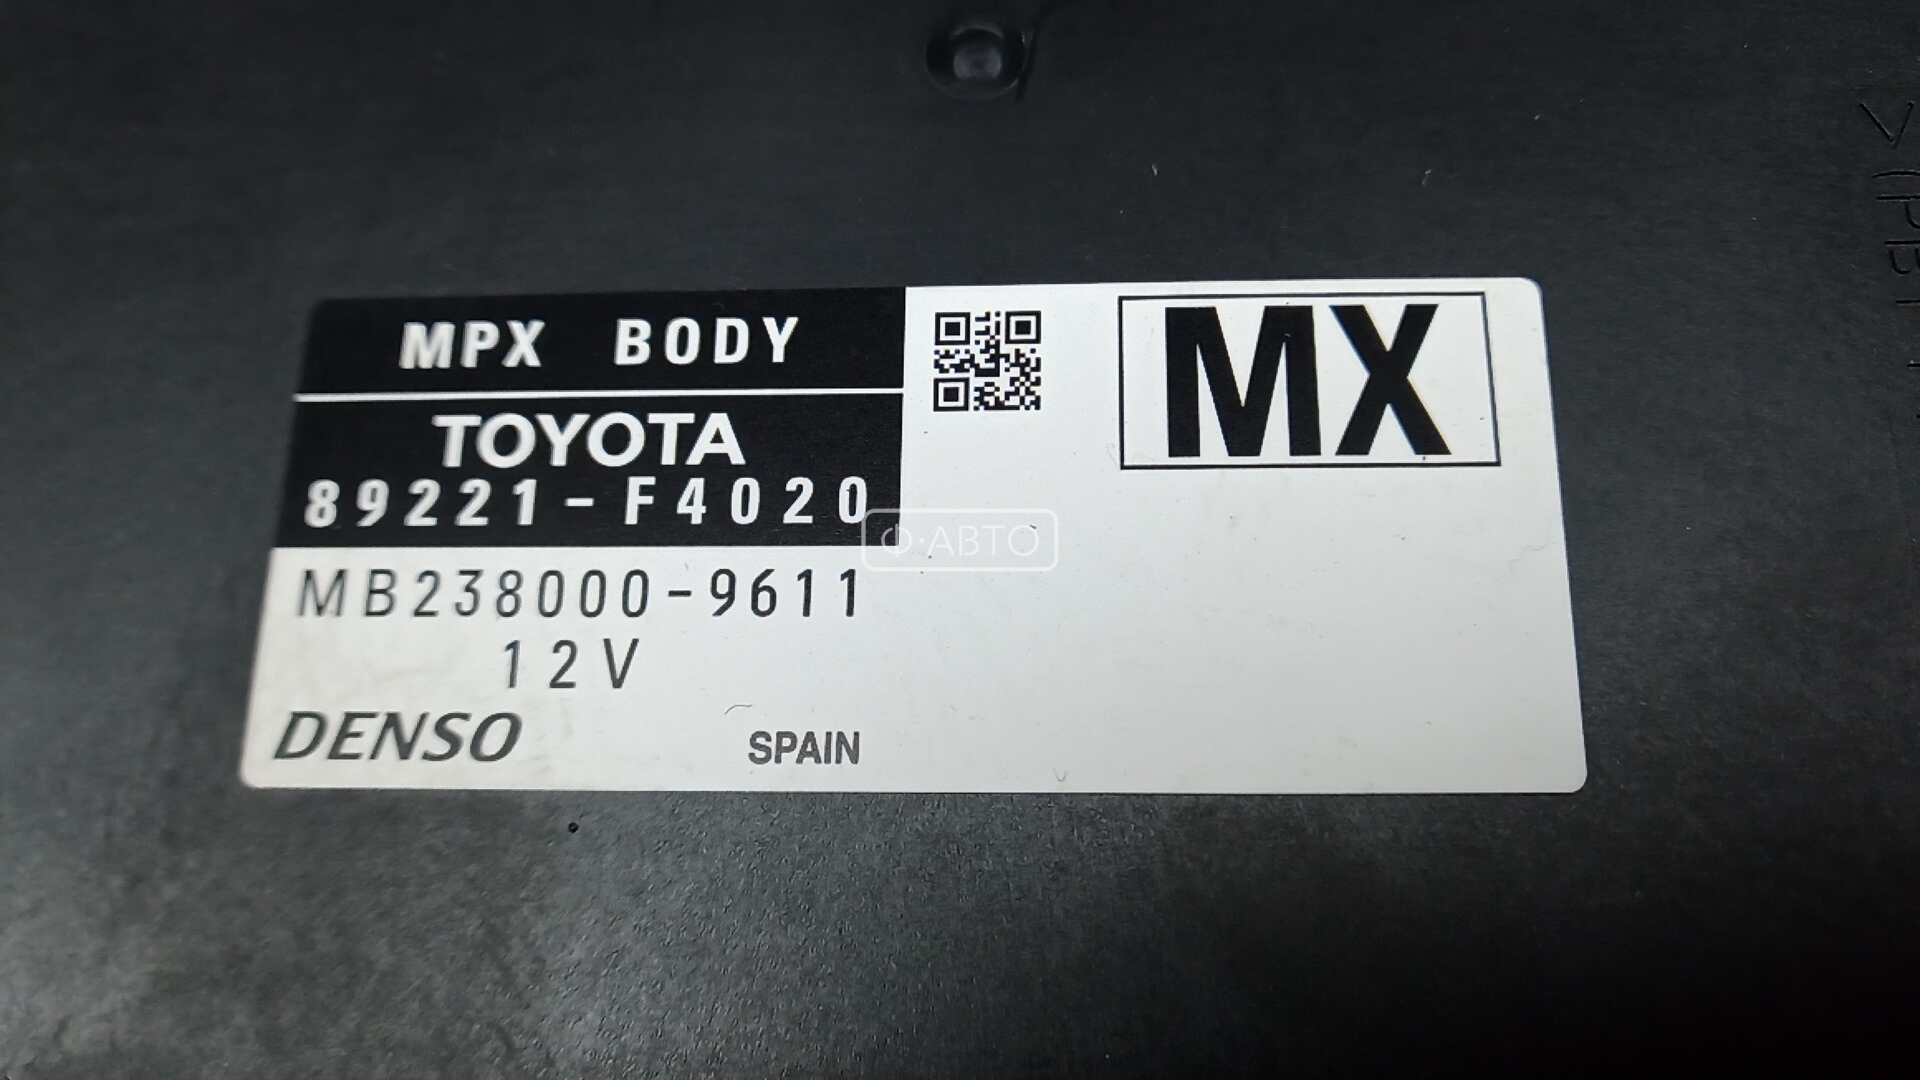 MPX BODY
TOYOTA
89221-F4020
MB238000-9611
12V
DENSO
SPAIN
MX
Ф·АВТО